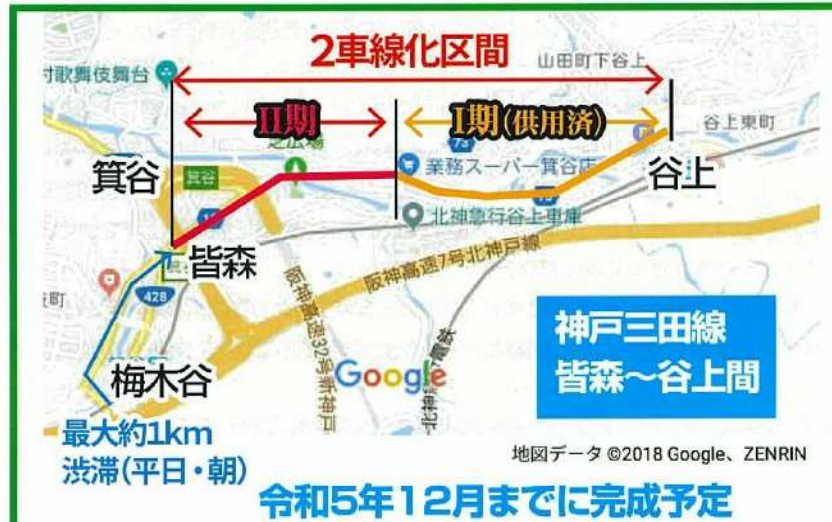 2車線化区間
村歌舞伎舞台
山田町下谷上
II期
I期(供用済)
谷上東町
箕谷
箕谷
業務スーパー箕谷店
谷上
北神急行谷上車庫
皆森
阪神高速7号北神戸線
428
阪神高速32号新神戸
梅木谷
Google
神戸三田線
皆森～谷上間
最大約1km
渋滞(平日・朝)
地図データ ©2018 Google、ZENRIN
令和5年12月までに完成予定